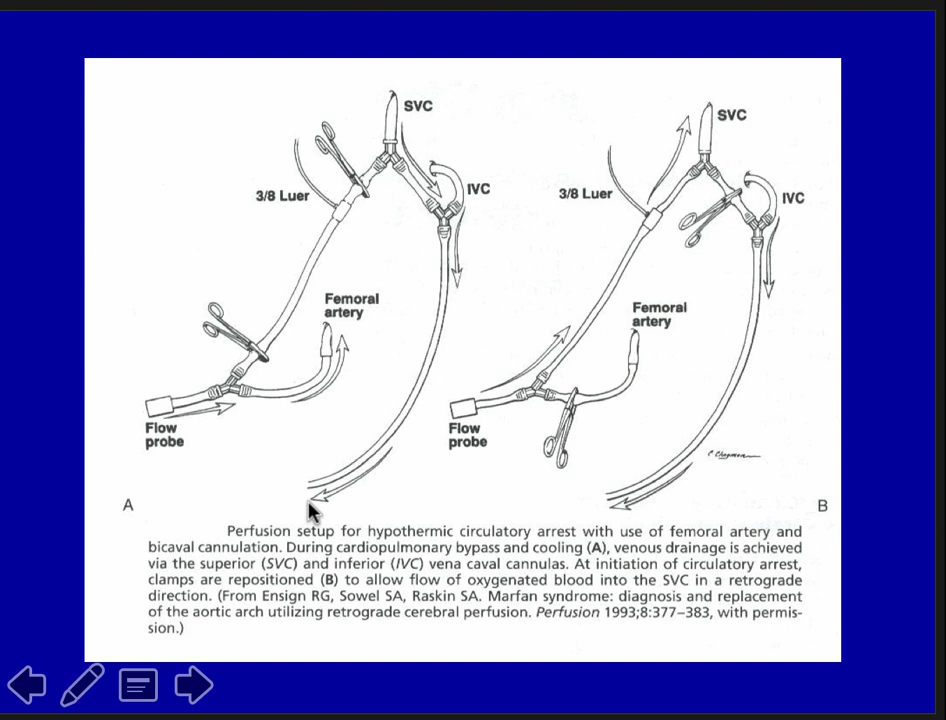 SVC
3/8 Luer
IVC
Femoral
artery
Flow
probe
A
SVC
3/8 Luer
IVC
Femoral
artery
Flow
probe
C. Chapman
B
Perfusion setup for hypothermic circulatory arrest with use of femoral artery and
bicaval cannulation. During cardiopulmonary bypass and cooling (A), venous drainage is achieved
via the superior (SVC) and inferior (IVC) vena caval cannulas. At initiation of circulatory arrest,
clamps are repositioned (B) to allow flow of oxygenated blood into the SVC in a retrograde
direction. (From Ensign RG, Sowel SA, Raskin SA. Marfan syndrome: diagnosis and replacement
of the aortic arch utilizing retrograde cerebral perfusion. Perfusion 1993;8:377–383, with permis-
sion.)